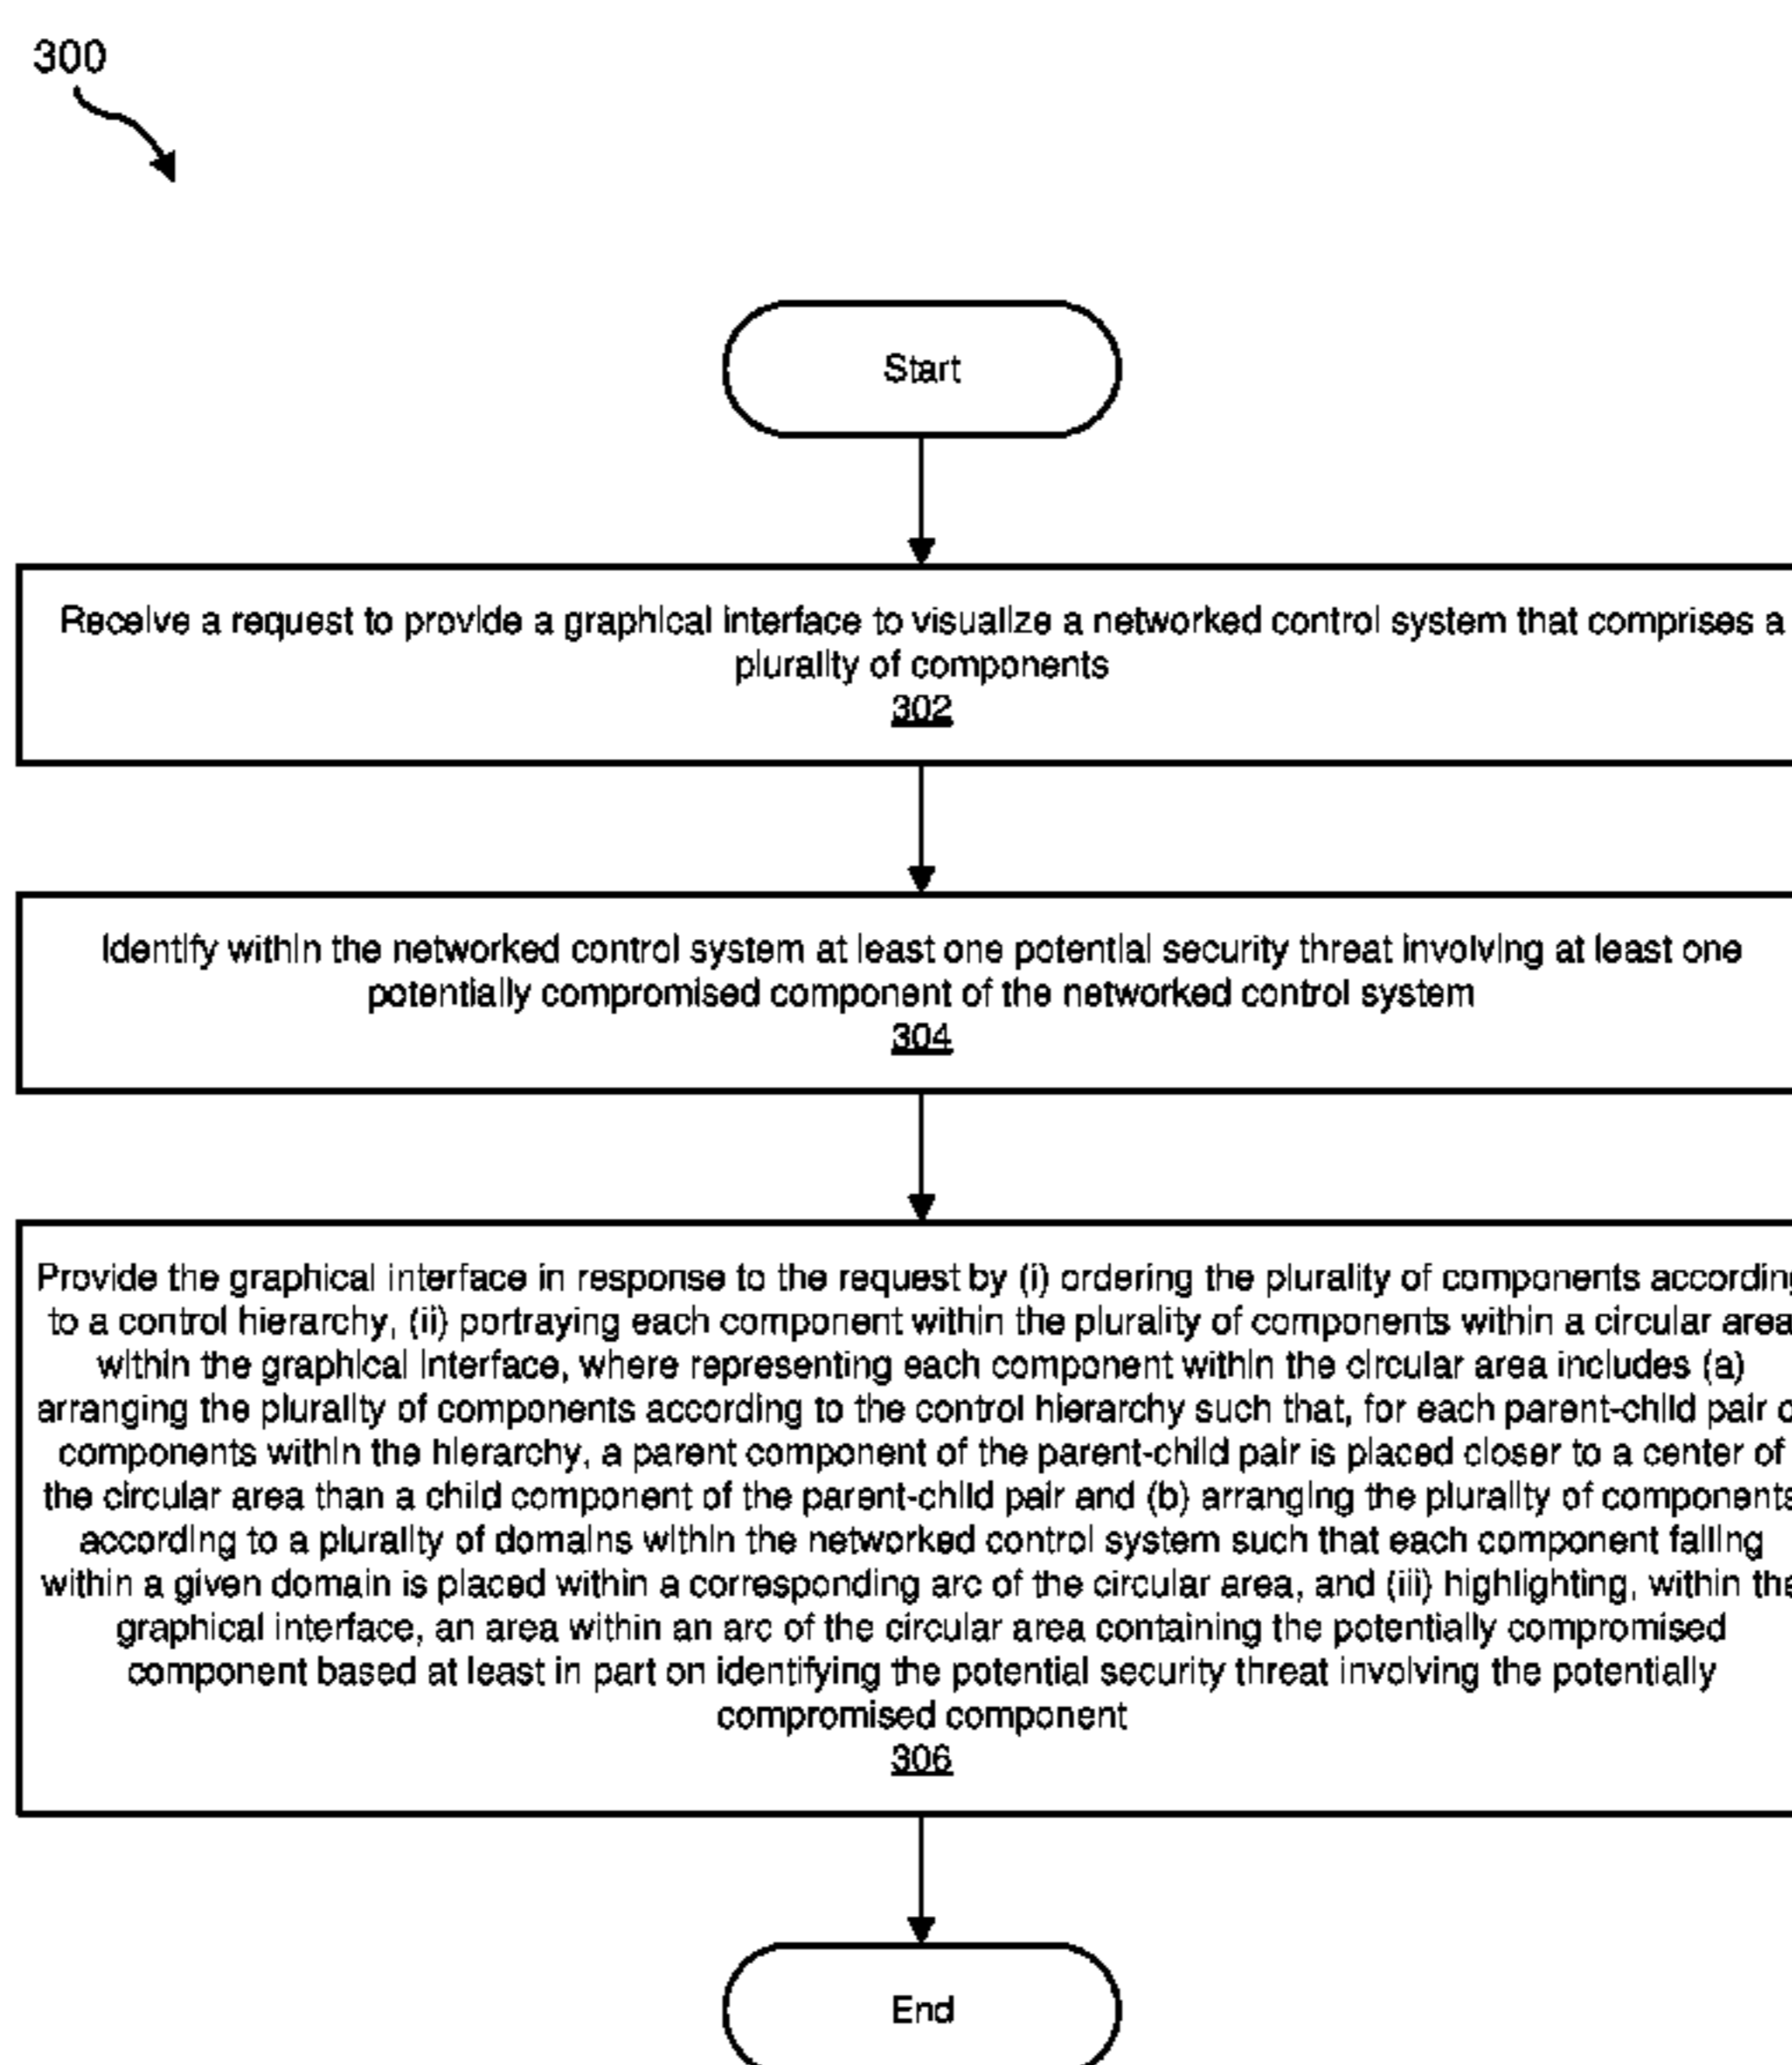 300
Start
Receive a request to provide a graphical interface to visualize a networked control system that comprises a
plurality of components
302
Identify within the networked control system at least one potential security threat involving at least one
potentially compromised component of the networked control system
304
Provide the graphical interface in response to the request by (i) ordering the plurality of components according
to a control hierarchy, (ii) portraying each component within the plurality of components within a circular area
within the graphical interface, where representing each component within the circular area includes (a)
arranging the plurality of components according to the control hierarchy such that, for each parent-child pair
components within the hierarchy, a parent component of the parent-child pair is placed closer to a center of
the circular area than a child component of the parent-child pair and (b) arranging the plurality of components
according to a plurality of domains within the networked control system such that each component falling
within a given domain is placed within a corresponding arc of the circular area, and (iii) highlighting, within the
graphical interface, an area within an arc of the circular area containing the potentially compromised
component based at least in part on identifying the potential security threat involving the potentially
compromised component
306
End